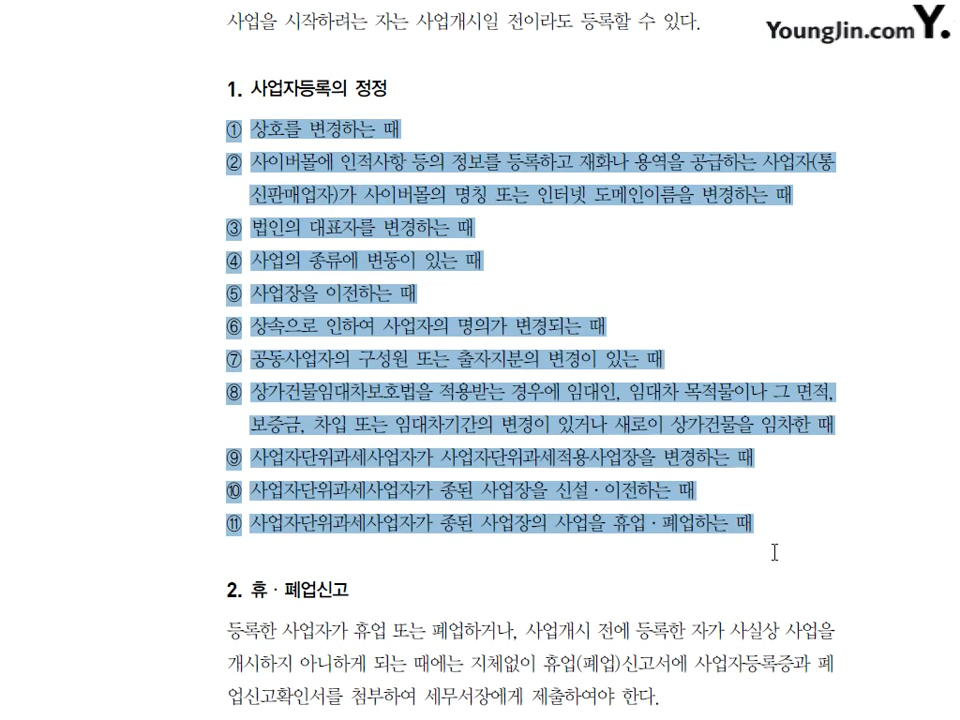 사업을 시작하려는 자는 사업개시일 전이라도 등록할 수 있다.
YoungJin.com Y.
1. 사업자등록의 정정
① 상호를 변경하는 때
② 사이버몰에 인적사항 등의 정보를 등록하고 재화나 용역을 공급하는 사업자(통
신판매업자)가 사이버몰의 명칭 또는 인터넷 도메인이름을 변경하는 때
③ 법인의 대표자를 변경하는 때
④ 사업의 종류에 변동이 있는 때
⑤ 사업장을 이전하는 때
⑥ 상속으로 인하여 사업자의 명의가 변경되는 때
⑦ 공동사업자의 구성원 또는 출자지분의 변경이 있는 때
⑧ 상가건물임대차보호법을 적용받는 경우에 임대인, 임대차 목적물이나 그 면적,
보증금, 차입 또는 임대차기간의 변경이 있거나 새로이 상가건물을 임차한 때
⑨ 사업자단위과세사업자가 사업자단위과세적용사업장을 변경하는 때
⑩ 사업자단위과세사업자가 종된 사업장을 신설·이전하는 때
⑪ 사업자단위과세사업자가 종된 사업장의 사업을 휴업·폐업하는 때
2. 휴·폐업신고
등록한 사업자가 휴업 또는 폐업하거나, 사업개시 전에 등록한 자가 사실상 사업을
개시하지 아니하게 되는 때에는 지체없이 휴업(폐업)신고서에 사업자등록증과 폐
업신고확인서를 첨부하여 세무서장에게 제출하여야 한다.